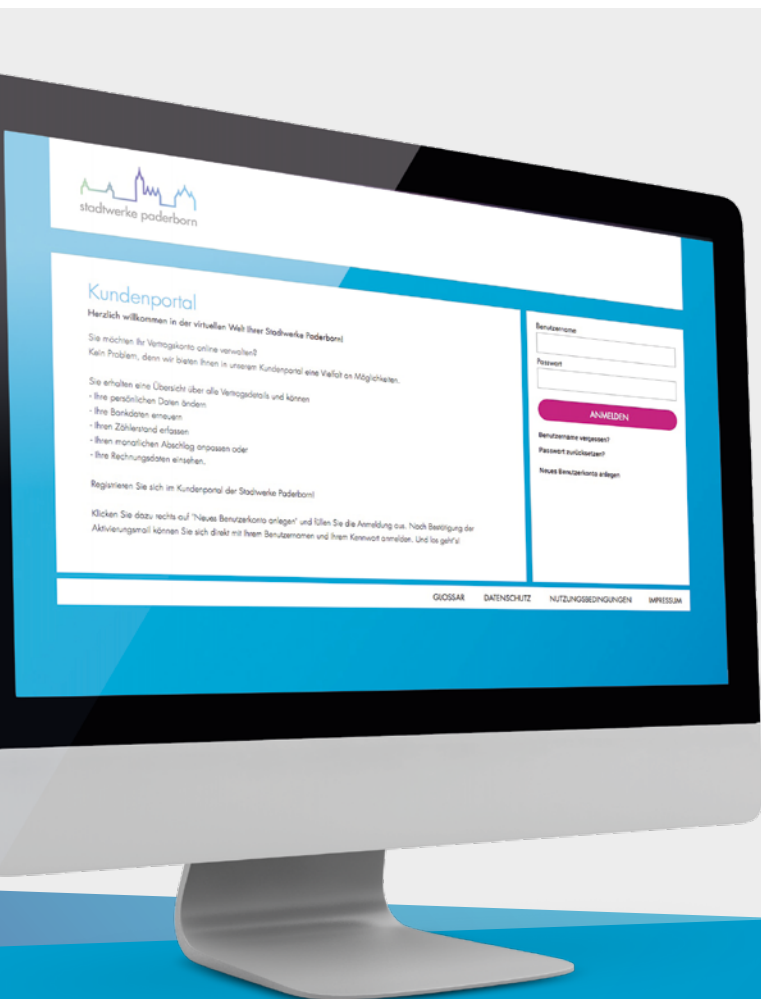 stadtwerke paderborn
Kundenportal
Herzlich willkommen in der virtuellen Welt Ihrer Stadtwerke Paderborn!
Sie möchten Ihr Vertragskonto online verwalten?
Kein Problem, denn wir bieten Ihnen in unserem Kundenportal eine Vielfalt an Möglichkeiten.
Sie erhalten eine Übersicht über alle Vertragsdetails und können
- Ihre persönlichen Daten ändern
- Ihre Bankdaten erneuern
- Ihren Zählerstand erfassen
- Ihren monatlichen Abschlag anpassen oder
- Ihre Rechnungsdaten einsehen.
Registrieren Sie sich im Kundenportal der Stadtwerke Paderborn!
Klicken Sie dazu rechts auf "Neues Benutzerkonto anlegen" und füllen Sie die Anmeldung aus. Nach Bestätigung der
Aktivierungsmail können Sie sich direkt mit Ihrem Benutzernamen und Ihrem Kennwort anmelden. Und los geht's!
Benutzername
Passwort
ANMELDEN
Benutzername vergessen?
Passwort zurücksetzen?
Neues Benutzerkonto anlegen
GLOSSAR DATENSCHUTZ NUTZUNGSBEDINGUNGEN IMPRESSUM